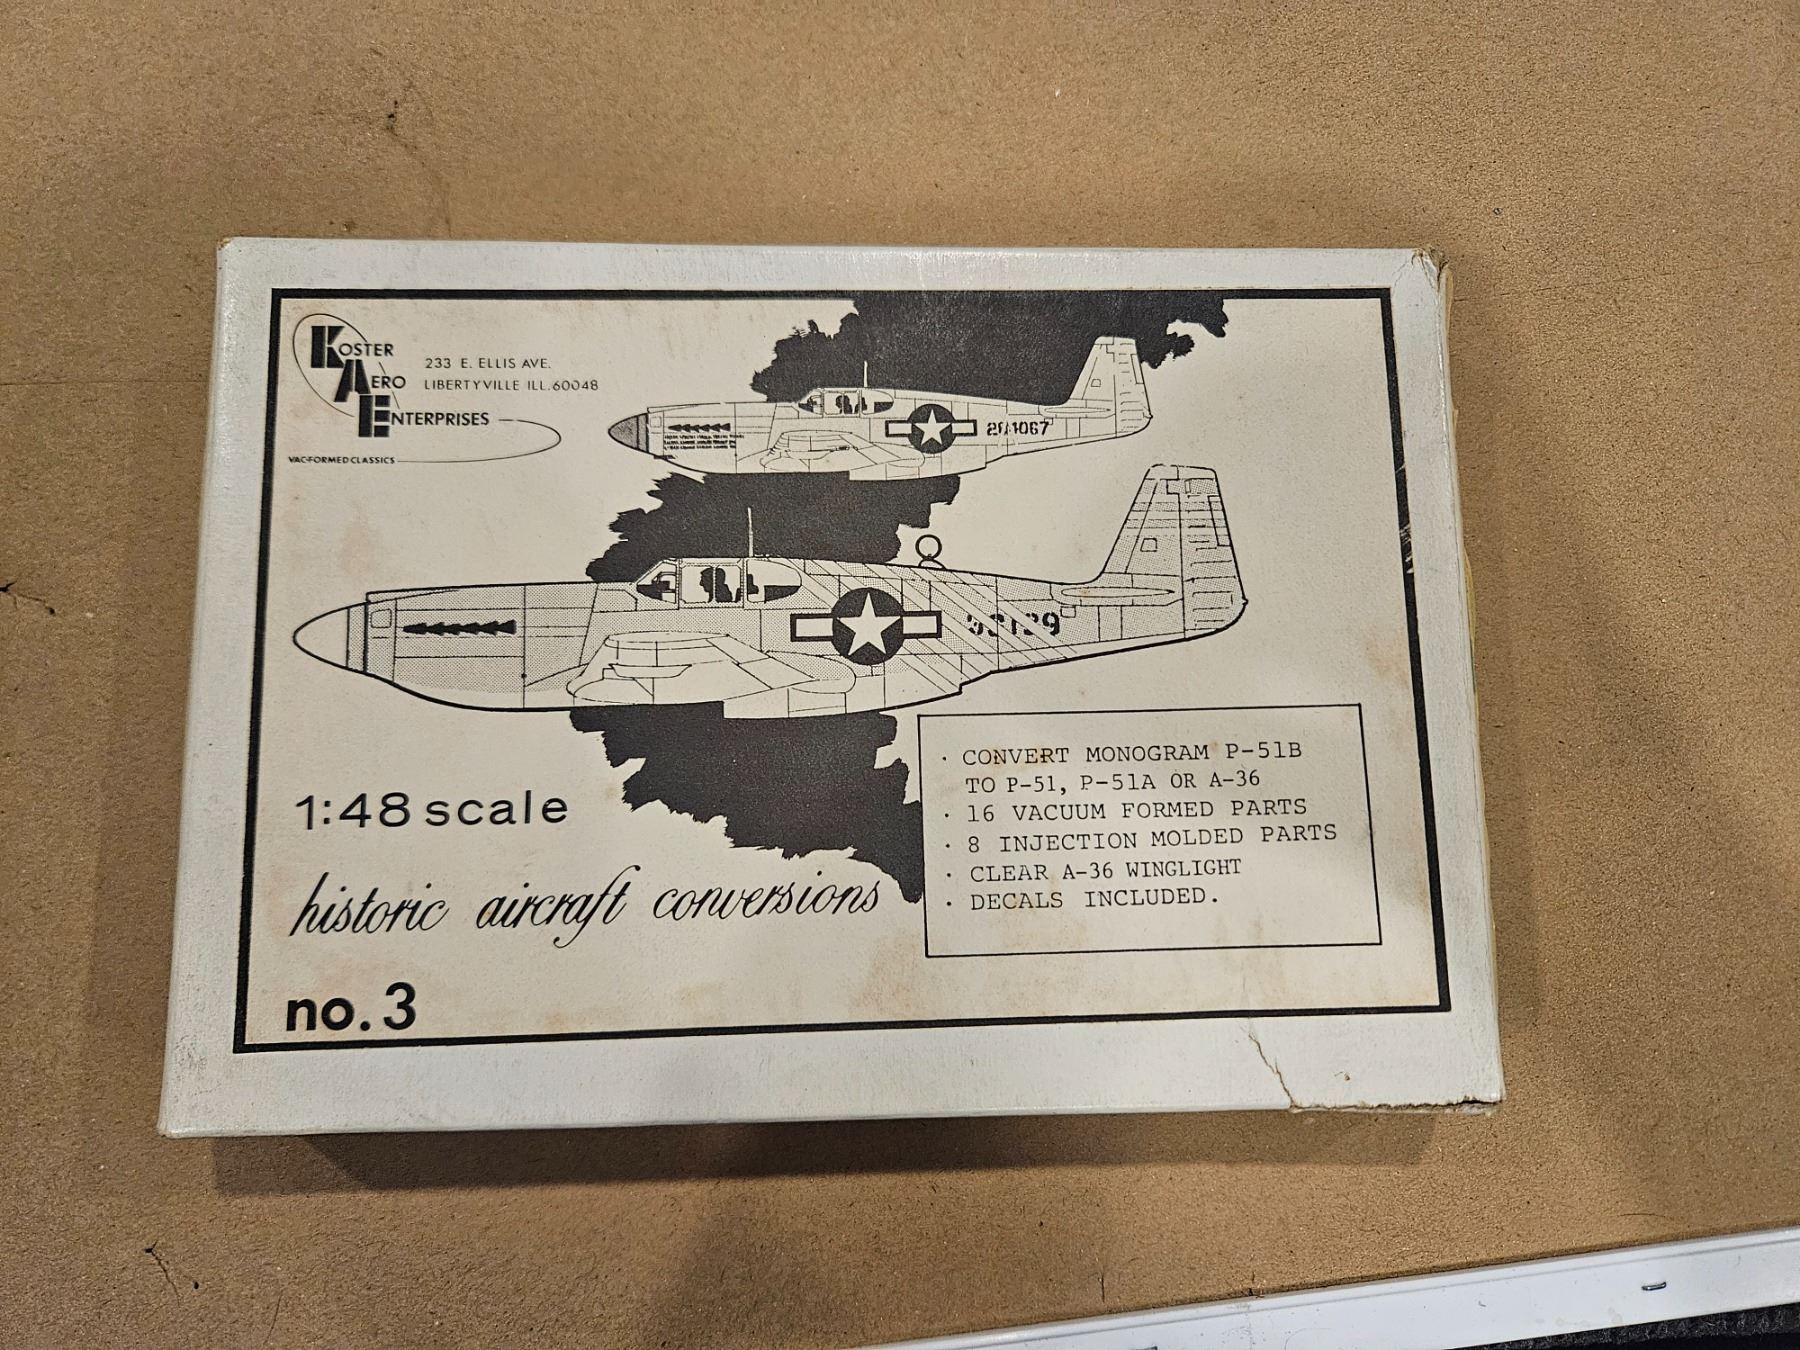 KOSTER
AERO
ENTERPRISES
VAC-FORMED CLASSICS
233 E. ELLIS AVE.
LIBERTYVILLE ILL. 60048
1:48 scale
historic aircraft conversions
no. 3
· CONVERT MONOGRAM P-51B
TO P-51, P-51A OR A-36
· 16 VACUUM FORMED PARTS
· 8 INJECTION MOLDED PARTS
· CLEAR A-36 WINGLIGHT
· DECALS INCLUDED.